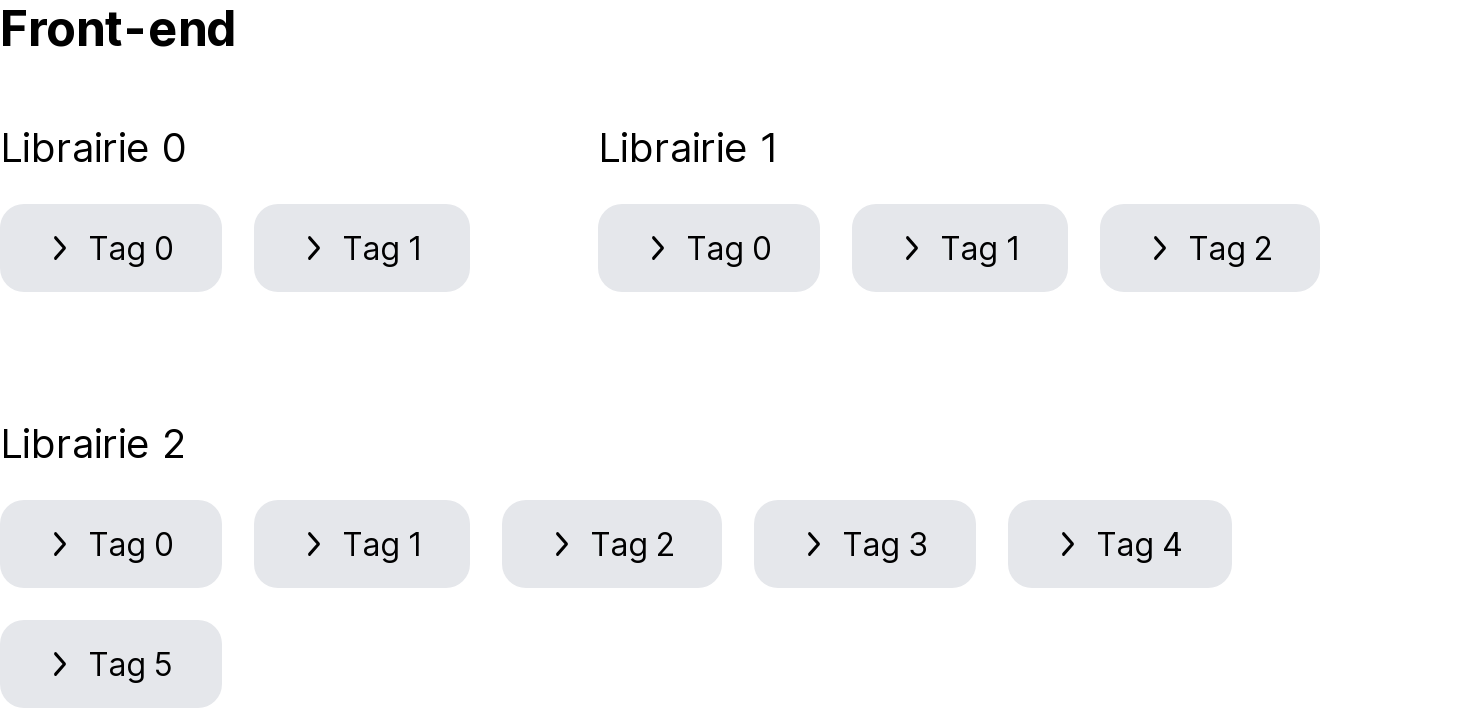 Front-end
Librairie 0
Librairie 1
Tag 0
Tag 1
Tag 0
Tag 1
Tag 2
Librairie 2
Tag 0
Tag 1
Tag 2
Tag 3
Tag 4
Tag 5